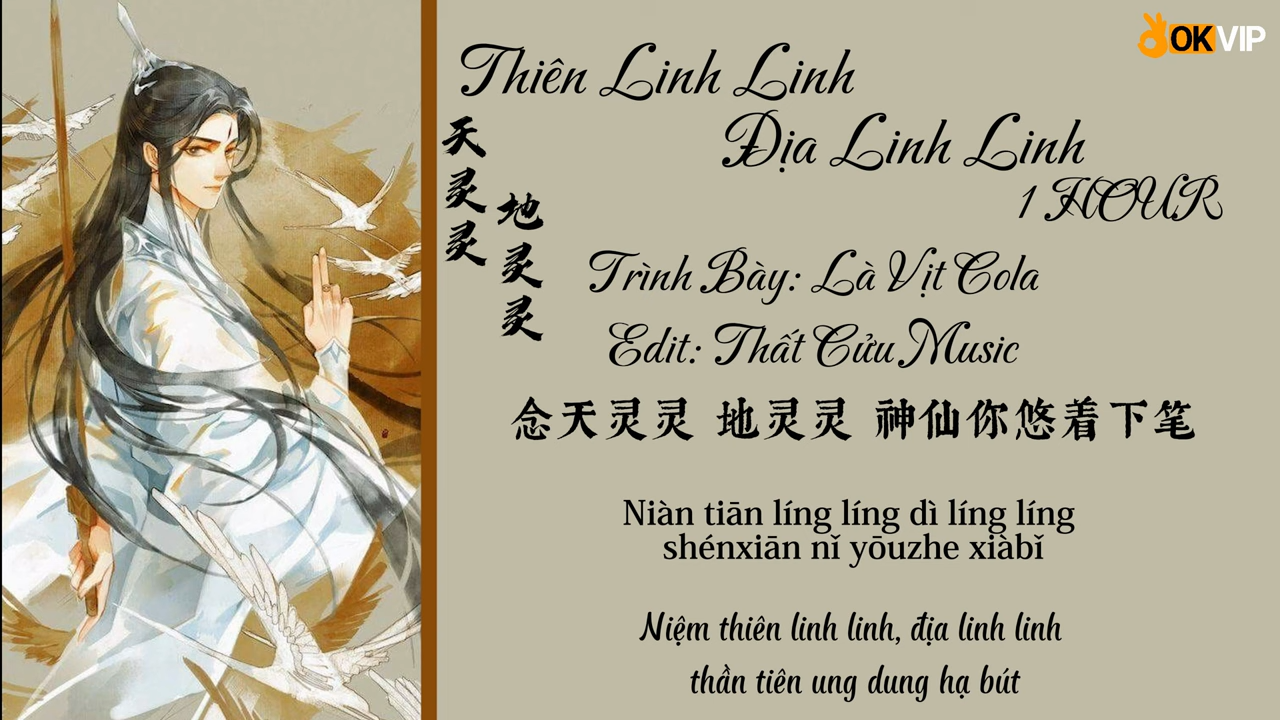 OKVIP
Thiên Linh Linh
Địa Linh Linh
1 HOUR
天灵灵
地灵灵
Trình Bày: Là Vịt Cola
Edit: Thất Cửu Music
念天灵灵 地灵灵 神仙你悠着下笔
Niàn tiān líng líng dì líng líng
shénxiān nǐ yōuzhe xiàbǐ
Niệm thiên linh linh, địa linh linh
thần tiên ung dung hạ bút